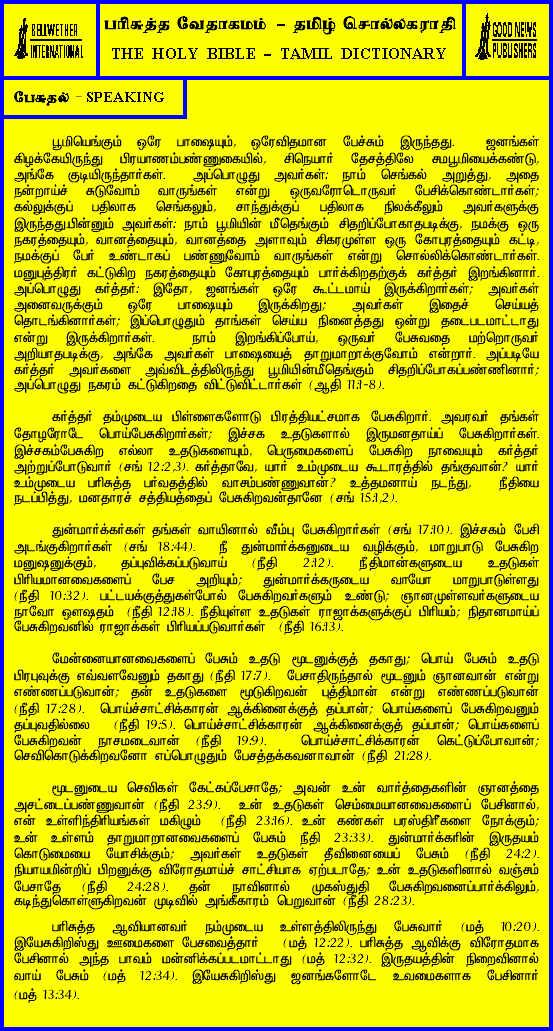 BELLWETHER
INTERNATIONAL
பரிசுத்த வேதாகமம் - தமிழ் சொல்லகராதி
THE HOLY BIBLE - TAMIL DICTIONARY
GOOD NEWS
PUBLISHERS
பேசுதல் - SPEAKING
பூமியெங்கும் ஒரே பாஷையும், ஒரேவிதமான பேச்சும் இருந்தது. ஜனங்கள்
கிழக்கேயிருந்து பிரயாணம்பண்ணுகையில், சிநெயார் தேசத்திலே சமபூமியைக்கண்டு,
அங்கே குடியிருந்தார்கள். அப்பொழுது அவர்கள்: நாம் செங்கல் அறுத்து, அதை
நன்றாய்ச் சுடுவோம் வாருங்கள் என்று ஒருவரோடொருவர் பேசிக்கொண்டார்கள்;
கல்லுக்குப் பதிலாக செங்கலும், சாந்துக்குப் பதிலாக நிலக்கீலும் அவர்களுக்கு
இருந்ததுபின்னும் அவர்கள்: நாம் பூமியின் மீதெங்கும் சிதறிப்போகாதபடிக்கு, நமக்கு ஒரு
நகரத்தையும், வானத்தையும், வானத்தை அளாவும் சிகரமுள்ள ஒரு கோபுரத்தையும் கட்டி,
நமக்குப் பேர் உண்டாகப் பண்ணுவோம் வாருங்கள் என்று சொல்லிக்கொண்டார்கள்.
மனுபுத்திரர் கட்டுகிற நகரத்தையும் கோபுரத்தையும் பார்க்கிறதற்குக் கர்த்தர் இறங்கினார்.
அப்பொழுது கர்த்தர்: இதோ, ஜனங்கள் ஒரே கூட்டமாய் இருக்கிறார்கள்; அவர்கள்
அனைவருக்கும் ஒரே பாஷையும் இருக்கிறது; அவர்கள் இதைச் செய்யத்
தொடங்கினார்கள்; இப்பொழுதும் தாங்கள் செய்ய நினைத்தது ஒன்று தடைபடமாட்டாது
என்று இருக்கிறார்கள். நாம் இறங்கிப்போய், ஒருவர் பேசுவதை மற்றொருவர்
அறியாதபடிக்கு, அங்கே அவர்கள் பாஷையைத் தாறுமாறாக்குவோம் என்றார். அப்படியே
கர்த்தர் அவர்களை அவ்விடத்திலிருந்து பூமியின்மீதெங்கும் சிதறிப்போகப்பண்ணினார்;
அப்பொழுது நகரம் கட்டுகிறதை விட்டுவிட்டார்கள் (ஆதி 11:1-8).
கர்த்தர் தம்முடைய பிள்ளைகளோடு பிரத்தியட்சமாக பேசுகிறார். அவரவர் தங்கள்
தோழரோடே பொய்பேசுகிறார்கள்; இச்சக உதடுகளால் இருமனதாய்ப் பேசுகிறார்கள்.
இச்சகம்பேசுகிற எல்லா உதடுகளையும், பெருமைகளைப் பேசுகிற நாவையும் கர்த்தர்
அற்றுப்போடுவார் (சங் 12:2,3). கர்த்தாவே, யார் உம்முடைய கூடாரத்தில் தங்குவான்? யார்
உம்முடைய பரிசுத்த பர்வதத்தில் வாசம்பண்ணுவான்? உத்தமனாய் நடந்து, நீதியை
நடப்பித்து, மனதாரச் சத்தியத்தைப் பேசுகிறவன்தானே (சங் 15:1,2).
துன்மார்க்கர்கள் தங்கள் வாயினால் வீம்பு பேசுகிறார்கள் (சங் 17:10). இச்சகம் பேசி
அடங்குகிறார்கள் (சங் 18:44). நீ துன்மார்க்கனுடைய வழிக்கும், மாறுபாடு பேசுகிற
மனுஷனுக்கும், தப்புவிக்கப்படுவாய் (நீதி 2:12). நீதிமான்களுடைய உதடுகள்
பிரியமானவைகளைப் பேச அறியும்; துன்மார்க்கருடைய வாயோ மாறுபாடுள்ளது
(நீதி 10:32). பட்டயக்குத்துகள்போல் பேசுகிறவர்களும் உண்டு; ஞானமுள்ளவர்களுடைய
நாவோ ஔஷதம் (நீதி 12:18). நீதியுள்ள உதடுகள் ராஜாக்களுக்குப் பிரியம்; நிதானமாய்ப்
பேசுகிறவனில் ராஜாக்கள் பிரியப்படுவார்கள் (நீதி 16:13).
மேன்மையானவைகளைப் பேசும் உதடு மூடனுக்குத் தகாது; பொய் பேசும் உதடு
பிரபுவுக்கு எவ்வளவேனும் தகாது (நீதி 17:7). பேசாதிருந்தால் மூடனும் ஞானவான் என்று
எண்ணப்படுவான்; தன் உதடுகளை மூடுகிறவன் புத்திமான் என்று எண்ணப்படுவான்
(நீதி 17:28). பொய்ச்சாட்சிக்காரன் ஆக்கினைக்குத் தப்பான்; பொய்களைப் பேசுகிறவனும்
தப்புவதில்லை (நீதி 19:5). பொய்ச்சாட்சிக்காரன் ஆக்கினைக்குத் தப்பான்; பொய்களைப்
பேசுகிறவன் நாசமடைவான் (நீதி 19:9). பொய்ச்சாட்சிக்காரன் கெட்டுப்போவான்;
செவிகொடுக்கிறவனோ எப்பொழுதும் பேசத்தக்கவனாவான் (நீதி 21:28).
மூடனுடைய செவிகள் கேட்கப்பேசாதே; அவன் உன் வார்த்தைகளின் ஞானத்தை
அசட்டைப்பண்ணுவான் (நீதி 23:9). உன் உதடுகள் செம்மையானவைகளைப் பேசினால்,
என் உள்ளிந்திரியங்கள் மகிழும் (நீதி 23:16). உன் கண்கள் பரஸ்திரீகளை நோக்கும்;
உன் உள்ளம் தாறுமாறானவைகளைப் பேசும் நீதி 23:33). துன்மார்க்கரின் இருதயம்
கொடுமையை யோசிக்கும்; அவர்கள் உதடுகள் தீவினையைப் பேசும் (நீதி 24:2).
நியாயமின்றிப் பிறனுக்கு விரோதமாய்ச் சாட்சியாக ஏற்படாதே; உன் உதடுகளினால் வஞ்சம்
பேசாதே (நீதி 24:28). தன் நாவினால் முகஸ்துதி பேசுகிறவனைப்பார்க்கிலும்,
கடிந்துகொள்ளுகிறவன் முடிவில் அங்கீகாரம் பெறுவான் (நீதி 28:23).
பரிசுத்த ஆவியானவர் நம்முடைய உள்ளத்திலிருந்து பேசுவார் (மத் 10:20).
இயேசுகிறிஸ்து ஊமைகளை பேசவைத்தார் (மத் 12:22). பரிசுத்த ஆவிக்கு விரோதமாக
பேசினால் அந்த பாவம் மன்னிக்கப்படமாட்டாது (மத் 12:32). இருதயத்தின் நிறைவினால்
வாய் பேசும் (மத் 12:34). இயேசுகிறிஸ்து ஜனங்களோடே உவமைகளாக பேசினார்
(மத் 13:34).